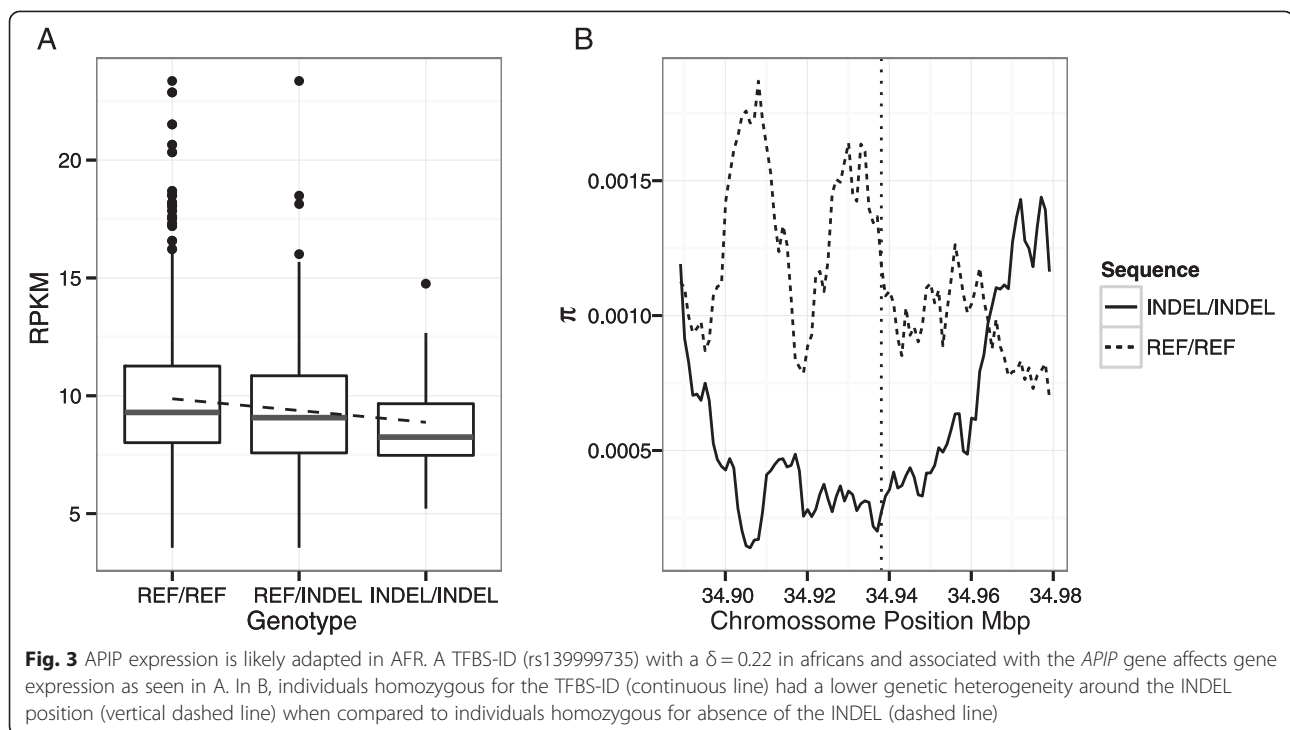 A
20
15
10
5
RPKM
REF/REF
REF/INDEL
INDEL/INDEL
Genotype
B
0.0015
0.0010
0.0005
π
34.90
34.92
34.94
34.96
34.98
Chromossome Position Mbp
Sequence
INDEL/INDEL
REF/REF
Fig. 3 APIP expression is likely adapted in AFR. A TFBS-ID (rs139999735) with a δ = 0.22 in africans and associated with the APIP gene affects gene
expression as seen in A. In B, individuals homozygous for the TFBS-ID (continuous line) had a lower genetic heterogeneity around the INDEL
position (vertical dashed line) when compared to individuals homozygous for absence of the INDEL (dashed line)